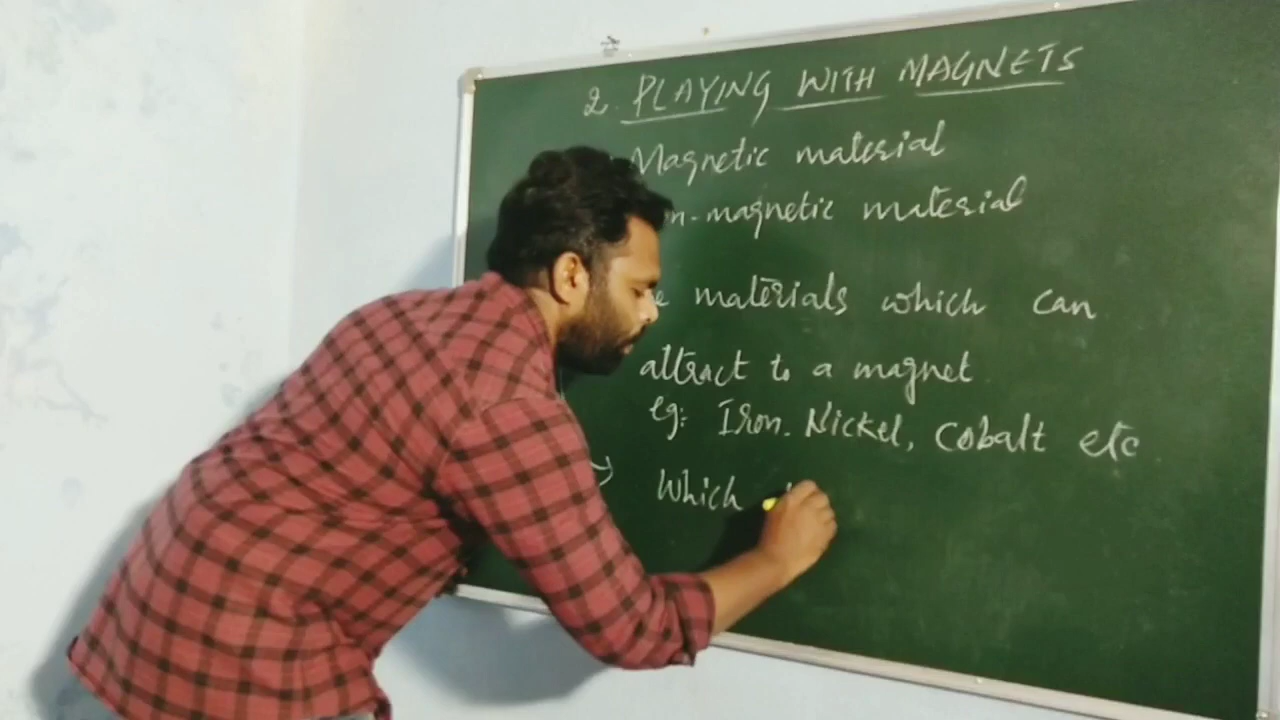 2. PLAYING WITH MAGNETS
Magnetic material
n-magnetic material
e materials which can
attract to a magnet
eg: Iron. Nickel, Cobalt etc
→ Which